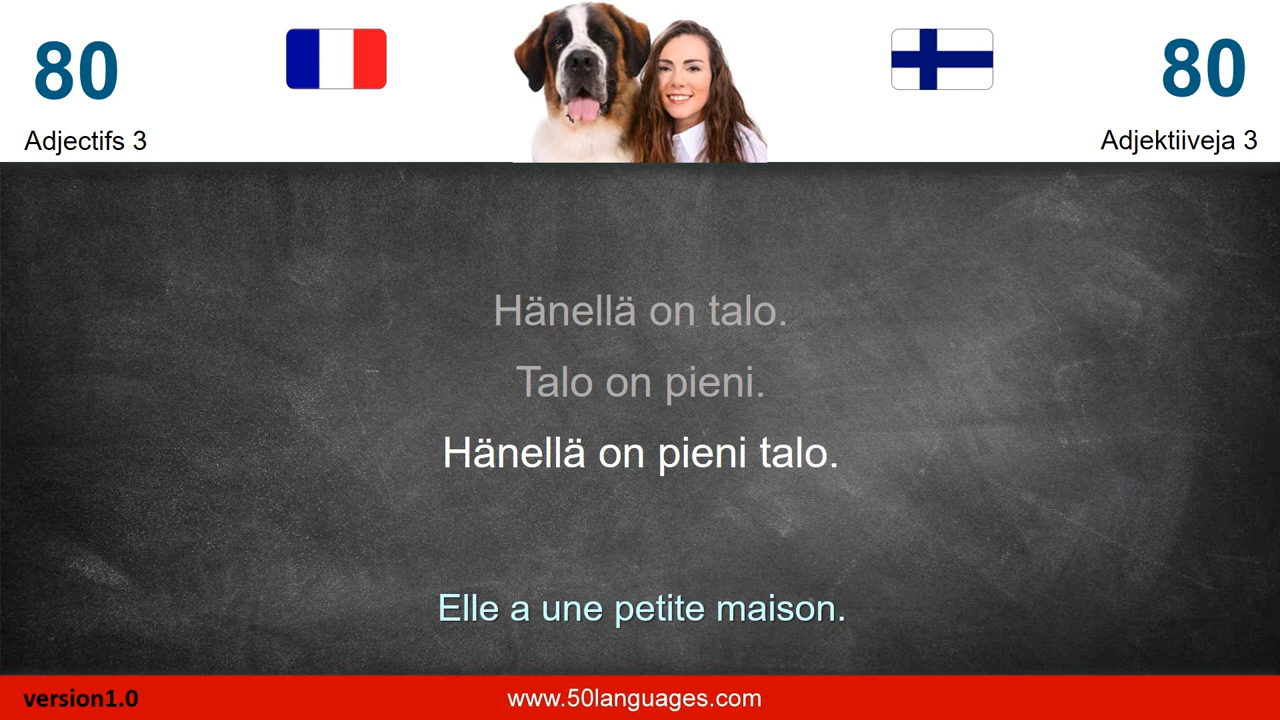 80
80
Adjectifs 3
Adjektiiveja 3
Hänellä on talo.
Talo on pieni.
Hänellä on pieni talo.
Elle a une petite maison.
version1.0
www.50languages.com